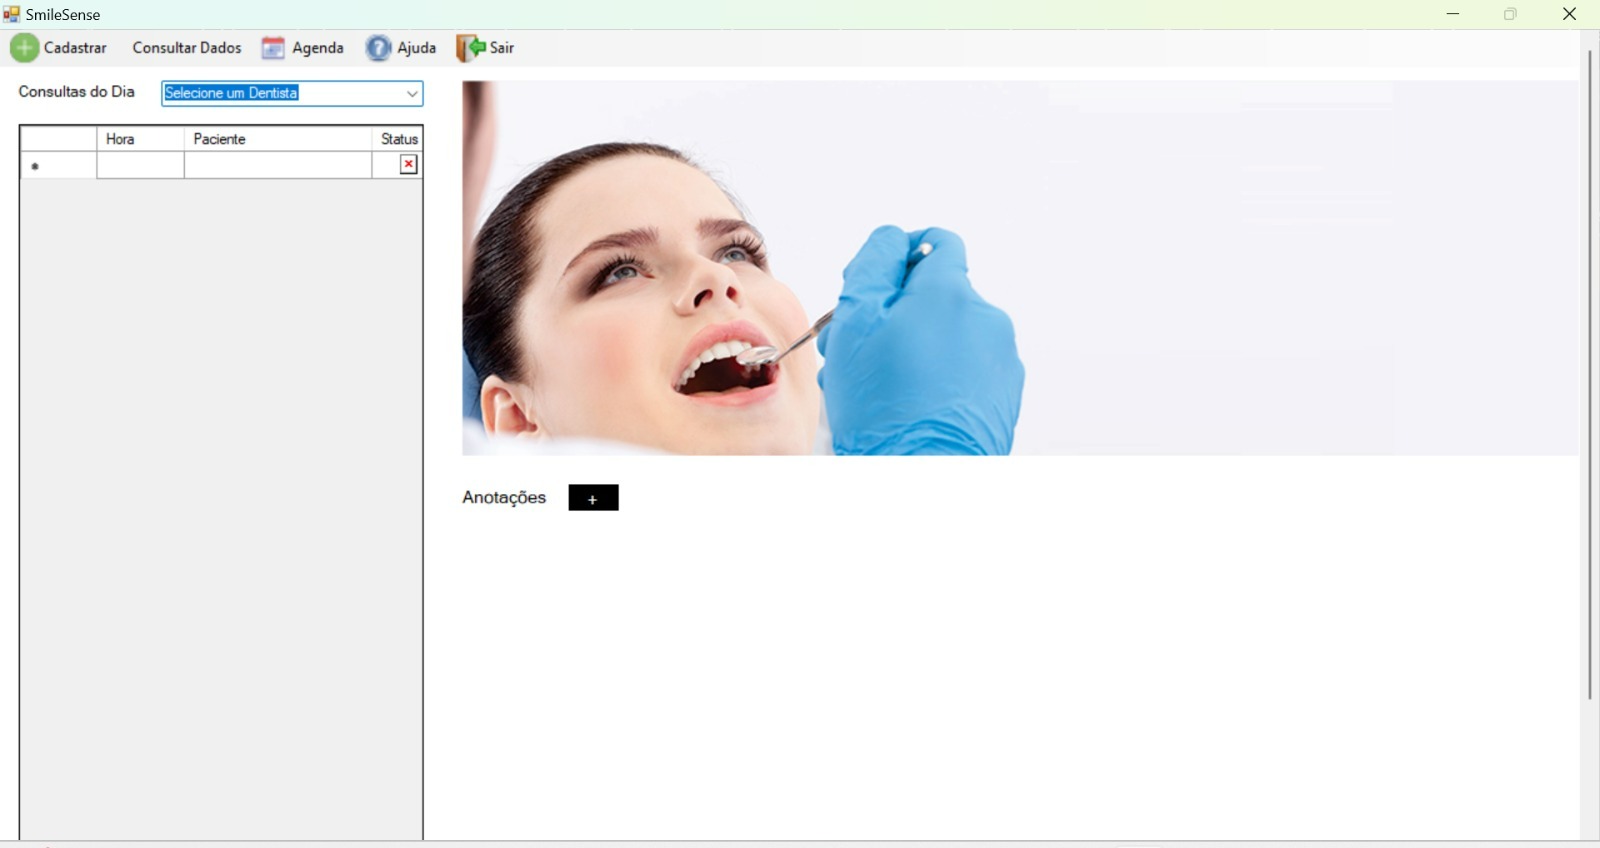 SmileSense
Cadastrar Consultar Dados Agenda Ajuda Sair
Consultas do Dia Selecione um Dentista
Hora Paciente Status
Anotações +